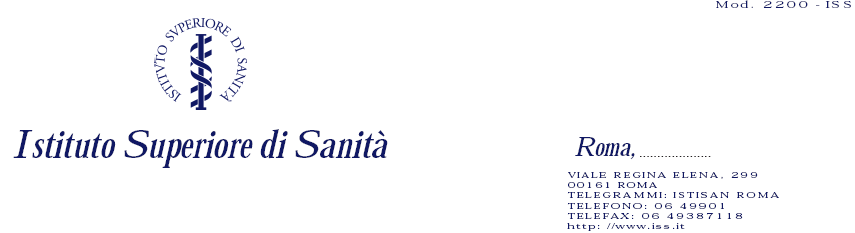 Mod. 2200 - ISS
ISTITVTO SVPERIORE DI SANITÀ
Istituto Superiore di Sanità
Roma, ....................
VIALE REGINA ELENA, 299
00161 ROMA
TELEGRAMMI: ISTISAN ROMA
TELEFONO: 06 49901
TELEFAX: 06 49387118
http: //www.iss.it